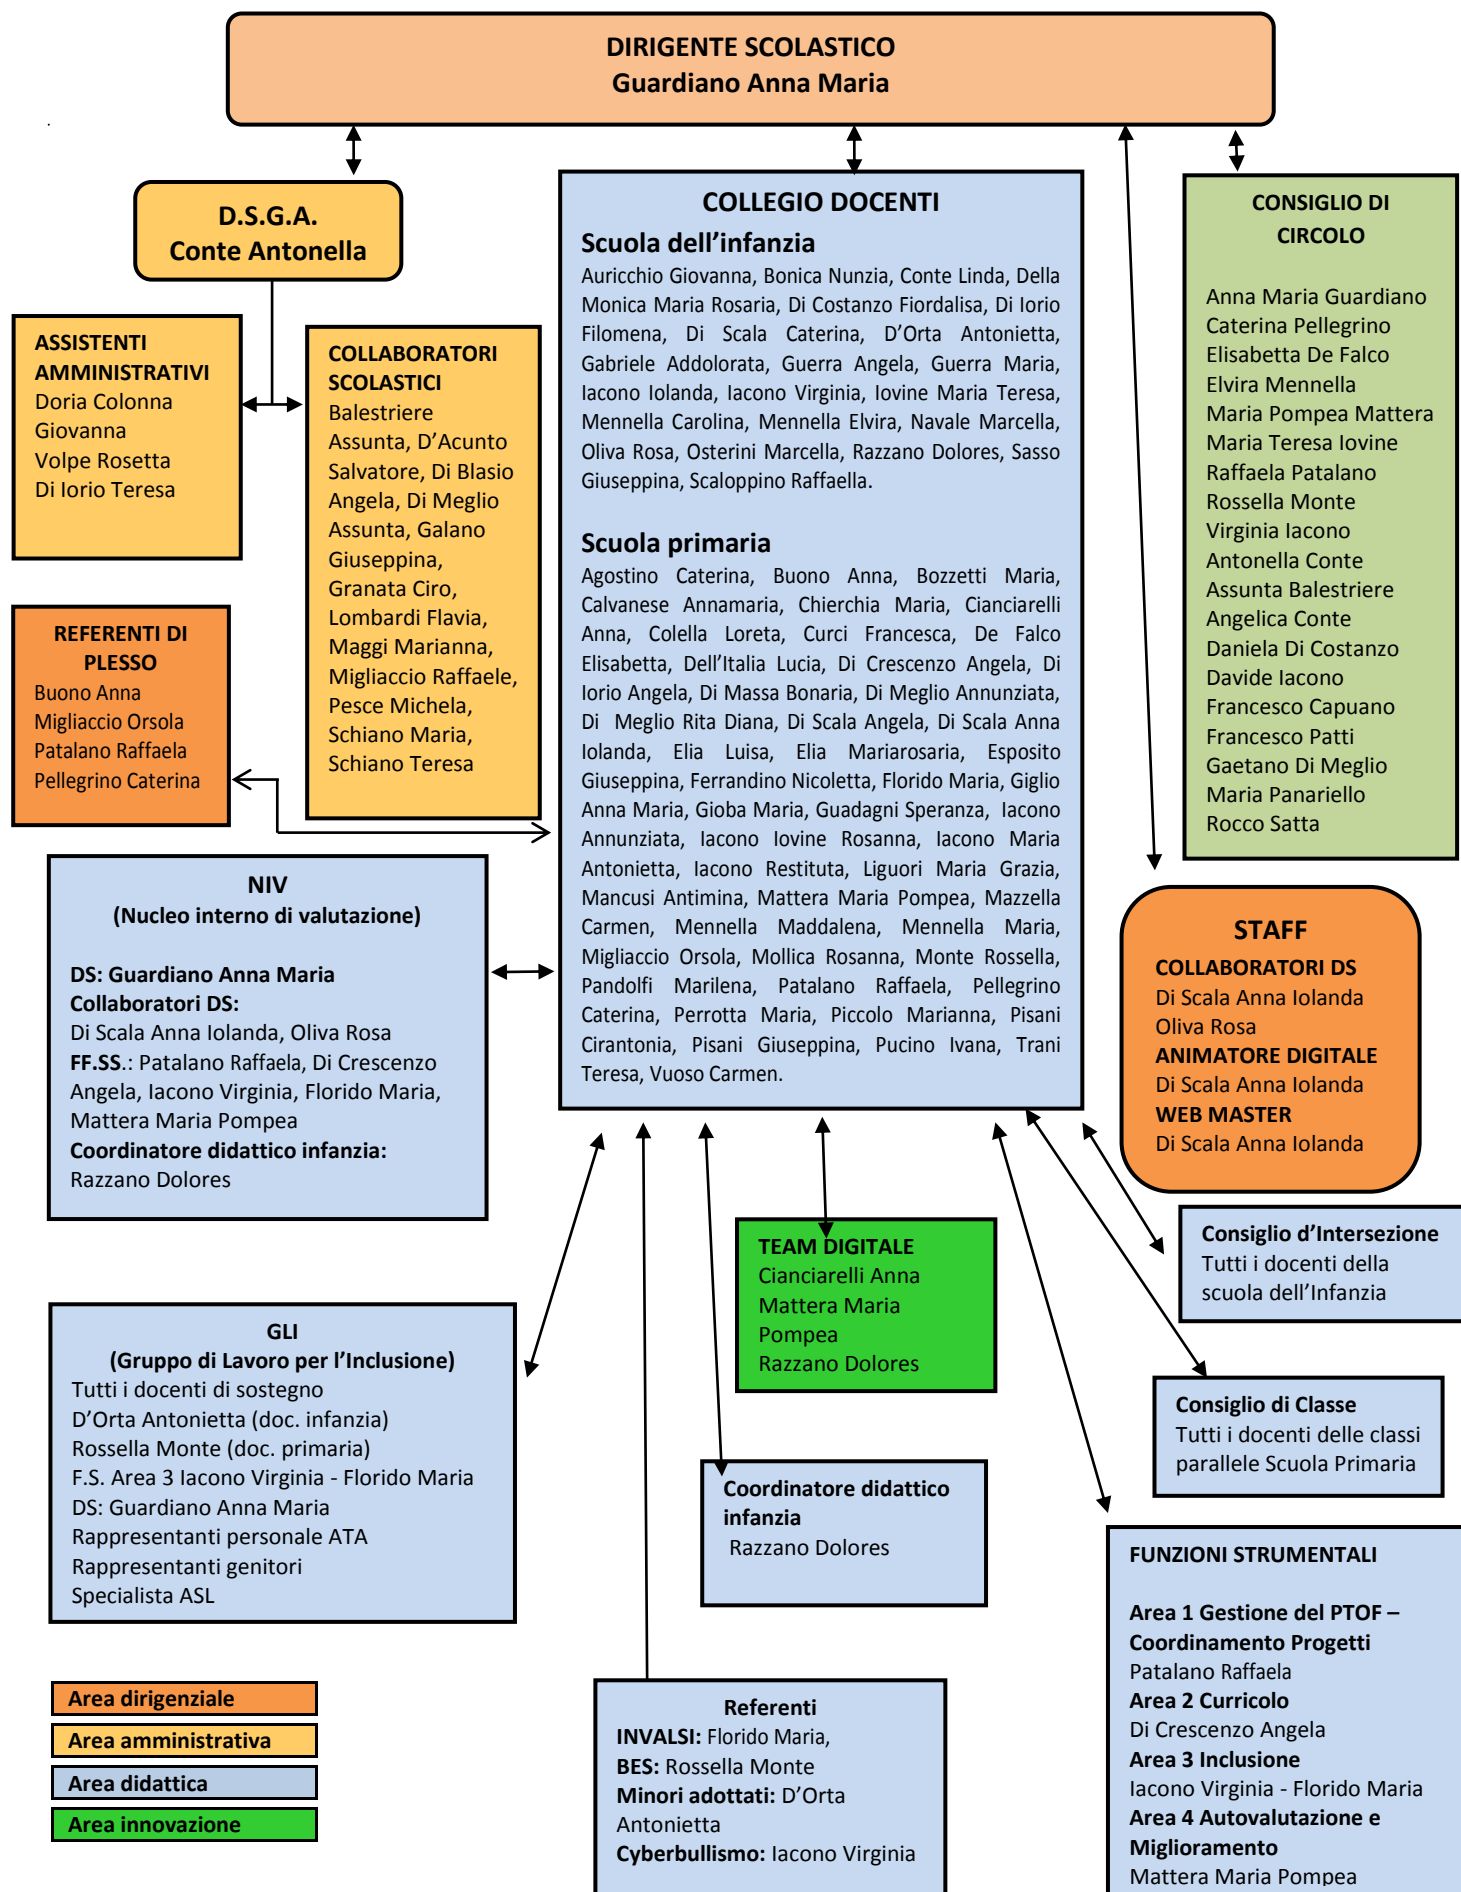 DIRIGENTE SCOLASTICO
Guardiano Anna Maria
D.S.G.A.
Conte Antonella
ASSISTENTI
AMMINISTRATIVI
Doria Colonna
Giovanna
Volpe Rosetta
Di Iorio Teresa
COLLABORATORI
SCOLASTICI
Balestriere
Assunta, D’Acunto
Salvatore, Di Blasio
Angela, Di Meglio
Assunta, Galano
Giuseppina,
Granata Ciro,
Lombardi Flavia,
Maggi Marianna,
Migliaccio Raffaele,
Pesce Michela,
Schiano Maria,
Schiano Teresa
REFERENTI DI
PLESSO
Buono Anna
Migliaccio Orsola
Patalano Raffaela
Pellegrino Caterina
COLLEGIO DOCENTI
Scuola dell’infanzia
Auricchio Giovanna, Bonica Nunzia, Conte Linda, Della
Monica Maria Rosaria, Di Costanzo Fiordalisa, Di Iorio
Filomena, Di Scala Caterina, D’Orta Antonietta,
Gabriele Addolorata, Guerra Angela, Guerra Maria,
Iacono Iolanda, Iacono Virginia, Iovine Maria Teresa,
Mennella Carolina, Mennella Elvira, Navale Marcella,
Oliva Rosa, Osterini Marcella, Razzano Dolores, Sasso
Giuseppina, Scaloppino Raffaella.
Scuola primaria
Agostino Caterina, Buono Anna, Bozzetti Maria,
Calvanese Annamaria, Chierchia Maria, Cianciarelli
Anna, Colella Loreta, Curci Francesca, De Falco
Elisabetta, Dell’Italia Lucia, Di Crescenzo Angela, Di
Iorio Angela, Di Massa Bonaria, Di Meglio Annunziata,
Di Meglio Rita Diana, Di Scala Angela, Di Scala Anna
Iolanda, Elia Luisa, Elia Mariarosaria, Esposito
Giuseppina, Ferrandino Nicoletta, Florido Maria, Giglio
Anna Maria, Gioba Maria, Guadagni Speranza, Iacono
Annunziata, Iacono Iovine Rosanna, Iacono Maria
Antonietta, Iacono Restituta, Liguori Maria Grazia,
Mancusi Antimina, Mattera Maria Pompea, Mazzella
Carmen, Mennella Maddalena, Mennella Maria,
Migliaccio Orsola, Mollica Rosanna, Monte Rossella,
Pandolfi Marilena, Patalano Raffaela, Pellegrino
Caterina, Perrotta Maria, Piccolo Marianna, Pisani
Cirantonia, Pisani Giuseppina, Pucino Ivana, Trani
Teresa, Vuoso Carmen.
CONSIGLIO DI
CIRCOLO
Anna Maria Guardiano
Caterina Pellegrino
Elisabetta De Falco
Elvira Mennella
Maria Pompea Mattera
Maria Teresa Iovine
Raffaela Patalano
Rossella Monte
Virginia Iacono
Antonella Conte
Assunta Balestriere
Angelica Conte
Daniela Di Costanzo
Davide Iacono
Francesco Capuano
Francesco Patti
Gaetano Di Meglio
Maria Panariello
Rocco Satta
NIV
(Nucleo interno di valutazione)
DS: Guardiano Anna Maria
Collaboratori DS:
Di Scala Anna Iolanda, Oliva Rosa
FF.SS.: Patalano Raffaela, Di Crescenzo
Angela, Iacono Virginia, Florido Maria,
Mattera Maria Pompea
Coordinatore didattico infanzia:
Razzano Dolores
STAFF
COLLABORATORI DS
Di Scala Anna Iolanda
Oliva Rosa
ANIMATORE DIGITALE
Di Scala Anna Iolanda
WEB MASTER
Di Scala Anna Iolanda
TEAM DIGITALE
Cianciarelli Anna
Mattera Maria
Pompea
Razzano Dolores
Consiglio d’Intersezione
Tutti i docenti della
scuola dell’Infanzia
GLI
(Gruppo di Lavoro per l’Inclusione)
Tutti i docenti di sostegno
D’Orta Antonietta (doc. infanzia)
Rossella Monte (doc. primaria)
F.S. Area 3 Iacono Virginia - Florido Maria
DS: Guardiano Anna Maria
Rappresentanti personale ATA
Rappresentanti genitori
Specialista ASL
Consiglio di Classe
Tutti i docenti delle classi
parallele Scuola Primaria
Coordinatore didattico
infanzia
Razzano Dolores
FUNZIONI STRUMENTALI
Area 1 Gestione del PTOF –
Coordinamento Progetti
Patalano Raffaela
Area 2 Curricolo
Di Crescenzo Angela
Area 3 Inclusione
Iacono Virginia - Florido Maria
Area 4 Autovalutazione e
Miglioramento
Mattera Maria Pompea
Area dirigenziale
Area amministrativa
Area didattica
Area innovazione
Referenti
INVALSI: Florido Maria,
BES: Rossella Monte
Minori adottati: D’Orta
Antonietta
Cyberbullismo: Iacono Virginia